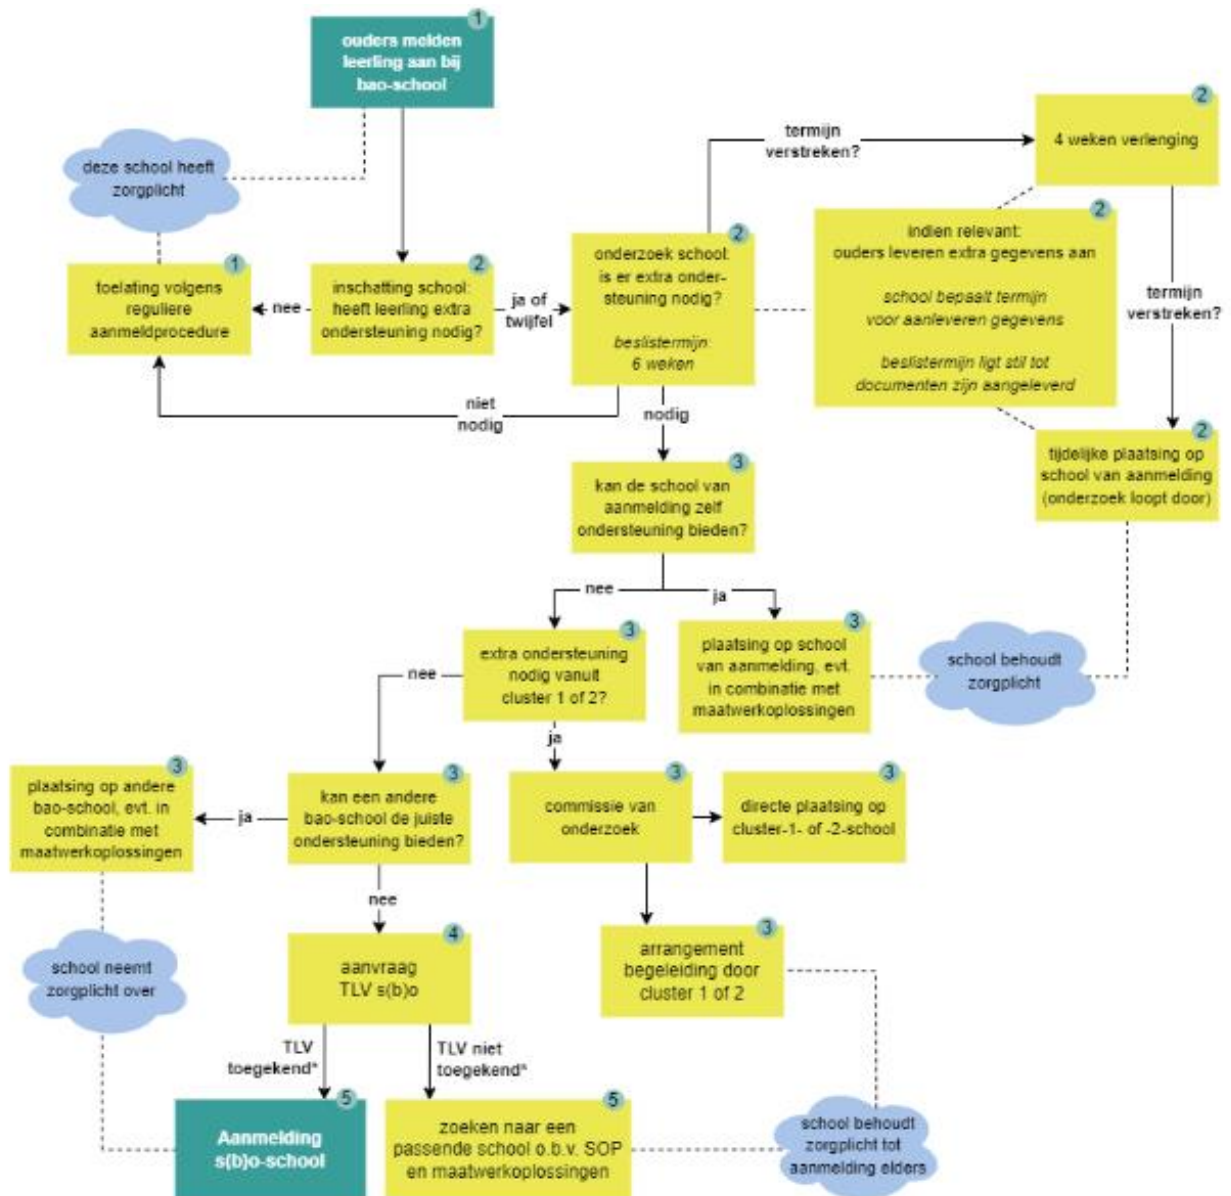 1
ouders melden
leerling aan bij
bao-school
deze school heeft
zorgplicht
1
toelating volgens
reguliere
aanmeldprocedure
nee
2
inschatting school:
heeft leerling extra
ondersteuning nodig?
ja of
twijfel
2
onderzoek school:
is er extra onder-
steuning nodig?
beslistermijn:
6 weken
termijn
verstreken?
2
4 weken verlenging
2
indien relevant:
ouders leveren extra gegevens aan
school bepaalt termijn
voor aanleveren gegevens
beslistermijn ligt stil tot
documenten zijn aangeleverd
termijn
verstreken?
2
tijdelijke plaatsing op
school van aanmelding
(onderzoek loopt door)
niet
nodig
nodig
3
kan de school van
aanmelding zelf
ondersteuning bieden?
nee
ja
3
extra ondersteuning
nodig vanuit
cluster 1 of 2?
3
plaatsing op school
van aanmelding, evt.
in combinatie met
maatwerkoplossingen
school behoudt
zorgplicht
nee
ja
3
plaatsing op andere
bao-school, evt. in
combinatie met
maatwerkoplossingen
ja
3
kan een andere
bao-school de juiste
ondersteuning bieden?
3
commissie van
onderzoek
3
directe plaatsing op
cluster-1- of -2-school
nee
school neemt
zorgplicht over
4
aanvraag
TLV s(b)o
3
arrangement
begeleiding door
cluster 1 of 2
TLV
toegekend*
TLV niet
toegekend*
5
Aanmelding
s(b)o-school
5
zoeken naar een
passende school o.b.v. SOP
en maatwerkoplossingen
school behoudt
zorgplicht tot
aanmelding elders